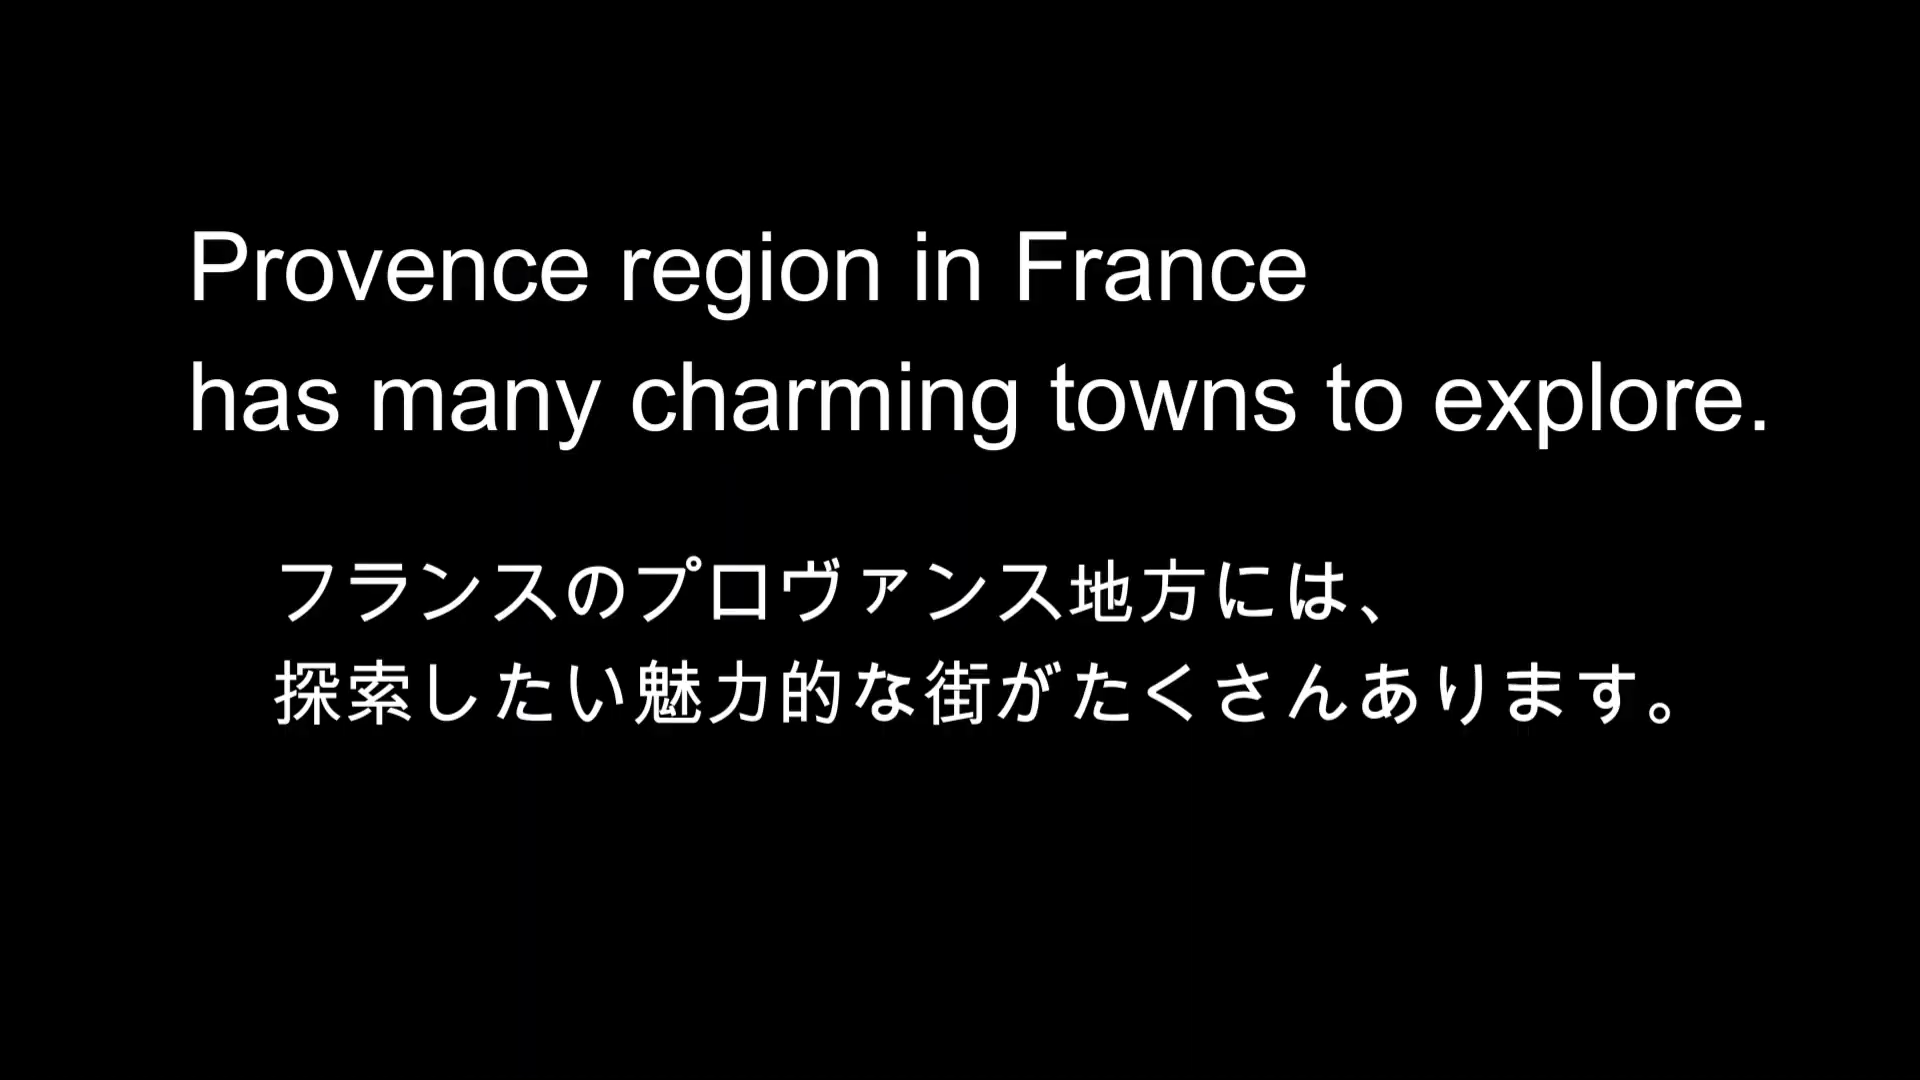 Provence region in France
has many charming towns to explore.
フランスのプロヴァンス地方には、
探索したい魅力的な街がたくさんあります。